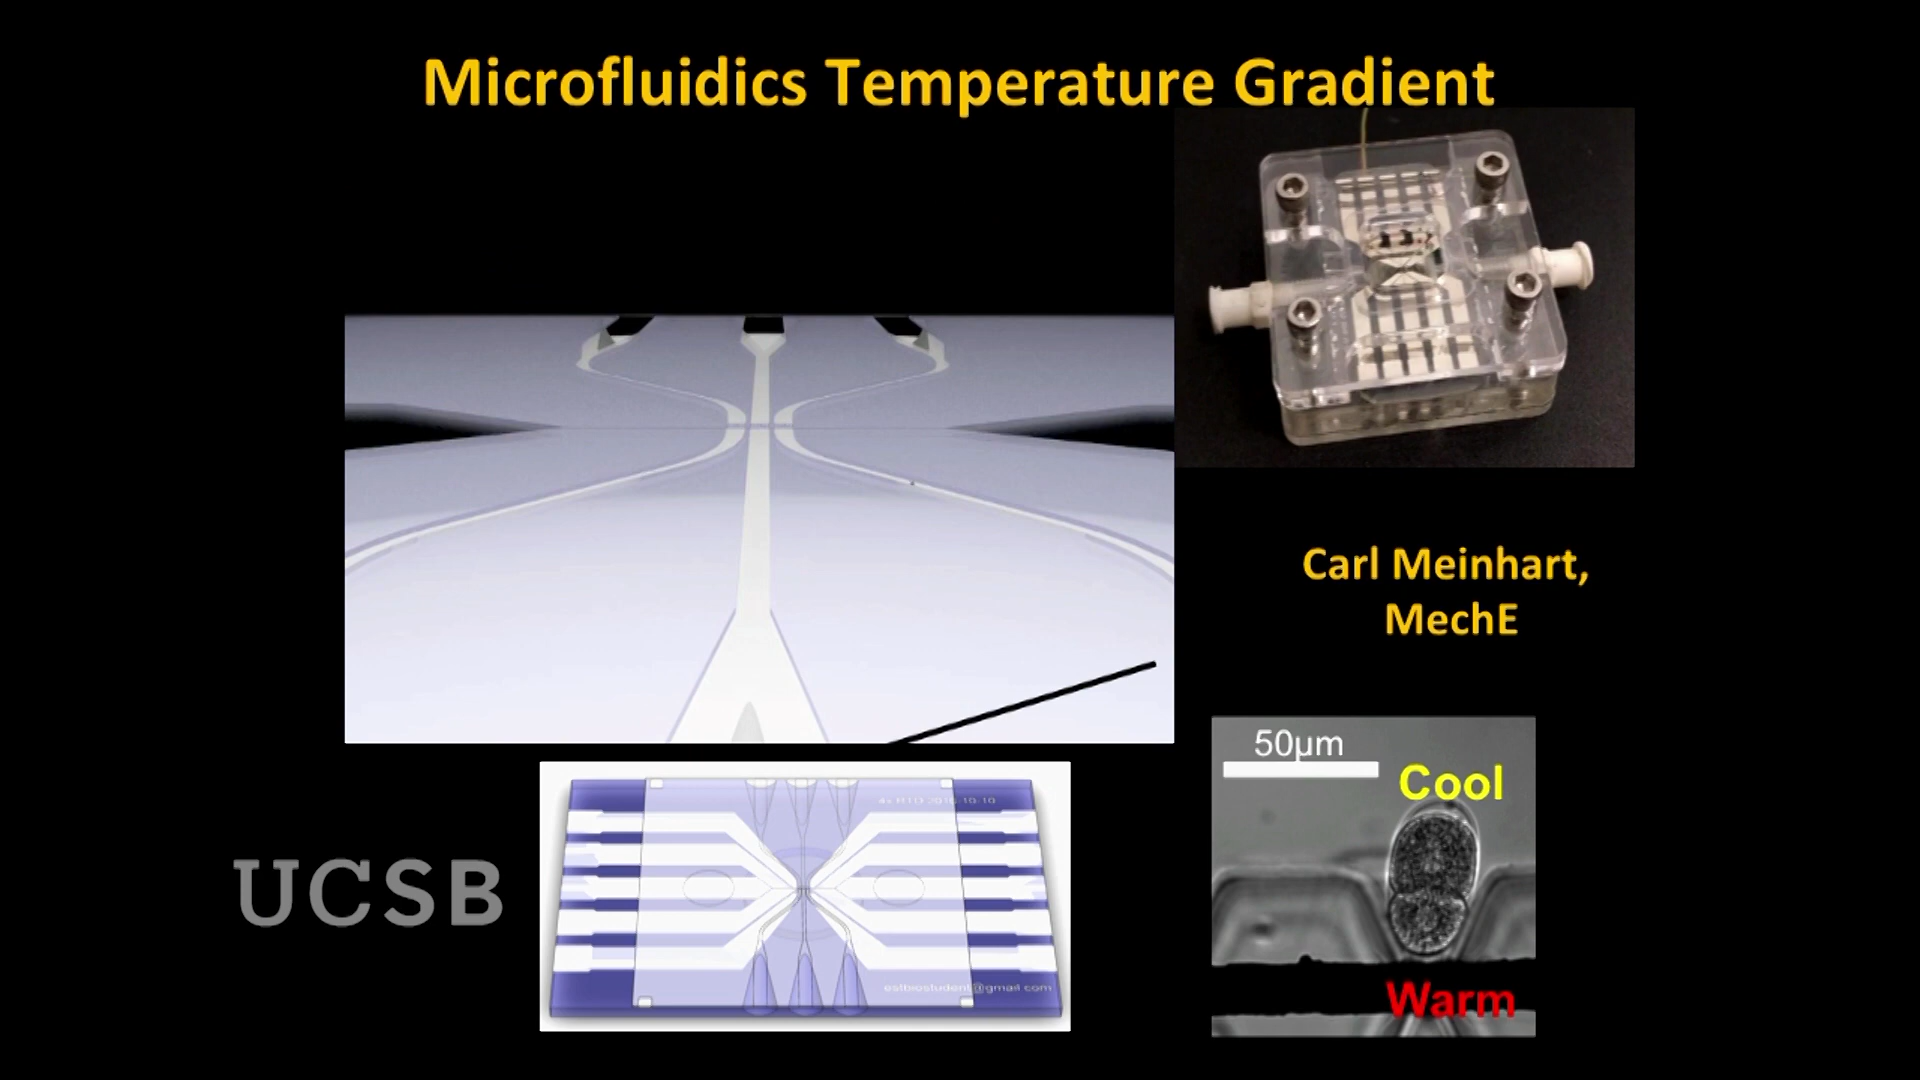 Microfluidics Temperature Gradient
Carl Meinhart,
MechE
50µm
Cool
UCSB
Warm